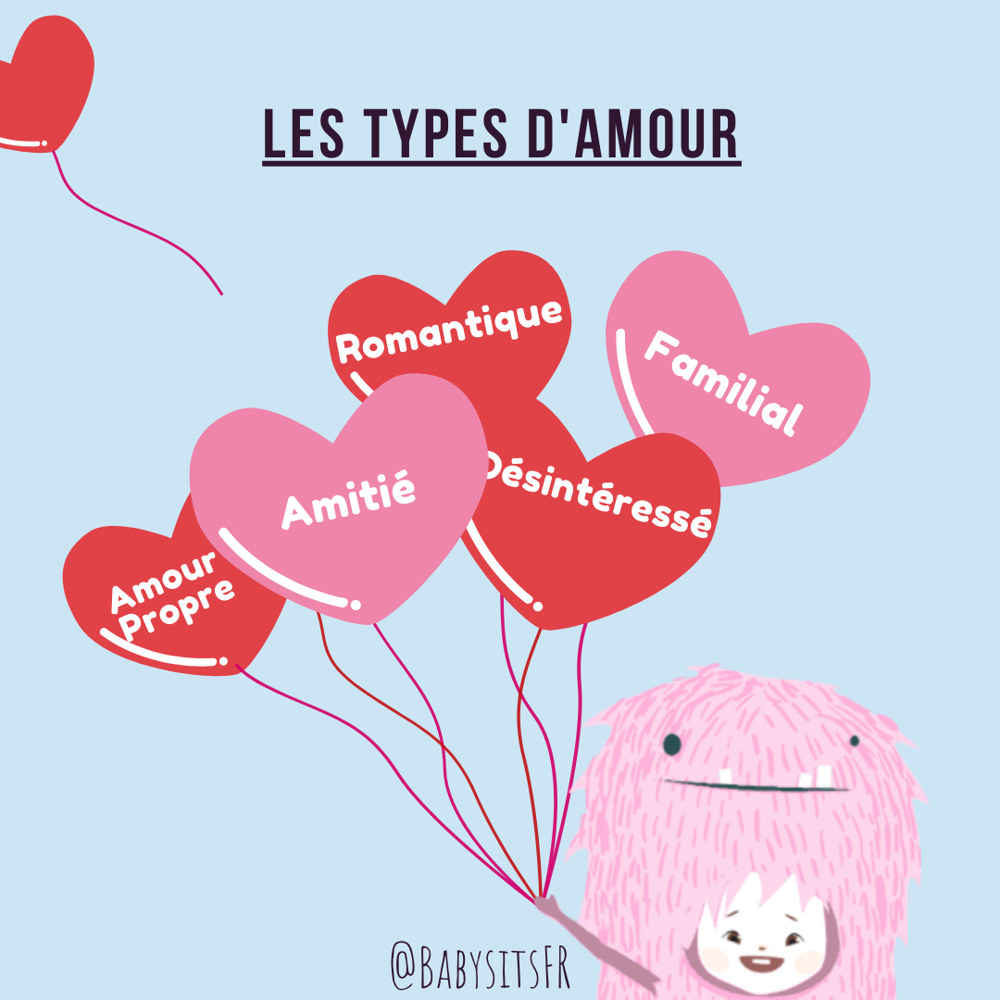 LES TYPES D'AMOUR
Romantique
Familial
Amitié
Désintéressé
Amour
Propre
@BABYSITSFR